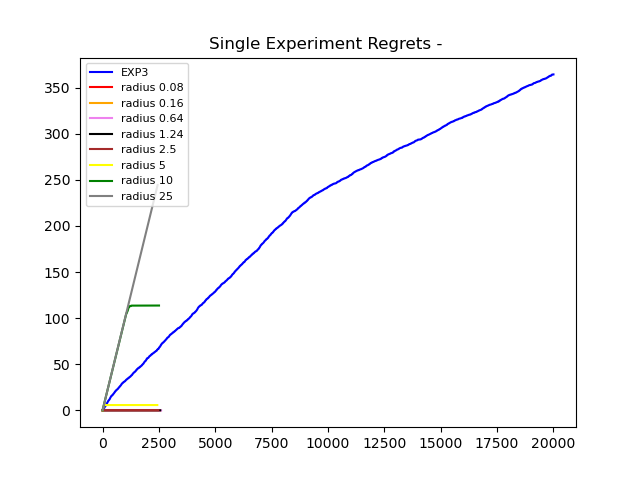 Single Experiment Regrets -
EXP3
radius 0.08
radius 0.16
radius 0.64
radius 1.24
radius 2.5
radius 5
radius 10
radius 25
350
300
250
200
150
100
50
0
0 2500 5000 7500 10000 12500 15000 17500 20000